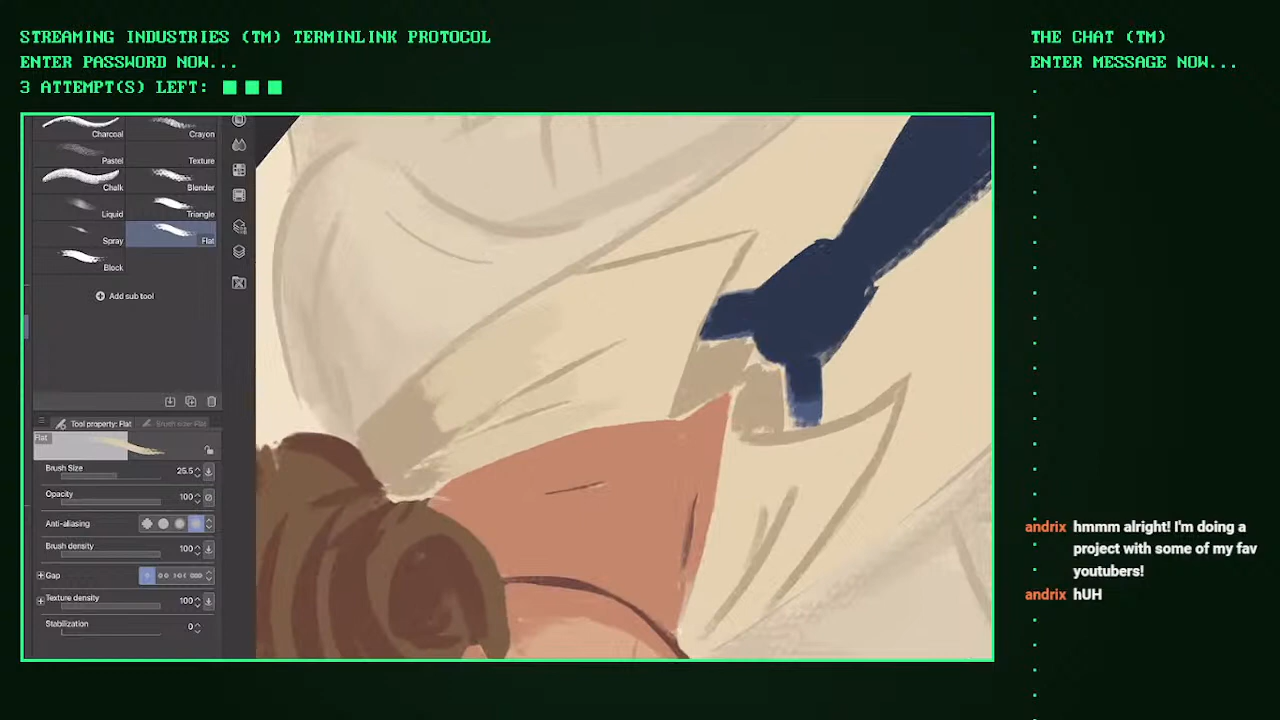 STREAMING INDUSTRIES (TM) TERMINLINK PROTOCOL
ENTER PASSWORD NOW...
3 ATTEMPT(S) LEFT:
THE CHAT (TM)
ENTER MESSAGE NOW...
Charcoal
Crayon
Pastel
Texture
Chalk
Blender
Liquid
Triangle
Spray
Flat
Block
Add sub tool
Tool property: Flat
Flat
Brush Size 25.5
Opacity 100
Anti-aliasing
Brush density 100
Gap
Texture density 100
Stabilization 0
andrix hmmm alright! I'm doing a
project with some of my fav
youtubers!
andrix hUH